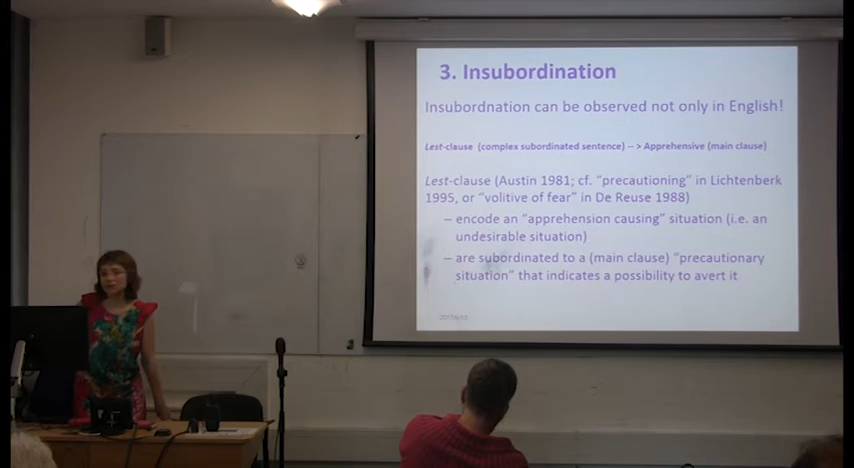 3. Insubordination
Insubordnation can be observed not only in English!
Lest-clause (complex subordinated sentence) -- > Apprehensive (main clause)
Lest-clause (Austin 1981; cf. "precautioning" in Lichtenberk
1995, or "volitive of fear" in De Reuse 1988)
– encode an "apprehension causing" situation (i.e. an
undesirable situation)
– are subordinated to a (main clause) "precautionary
situation" that indicates a possibility to avert it